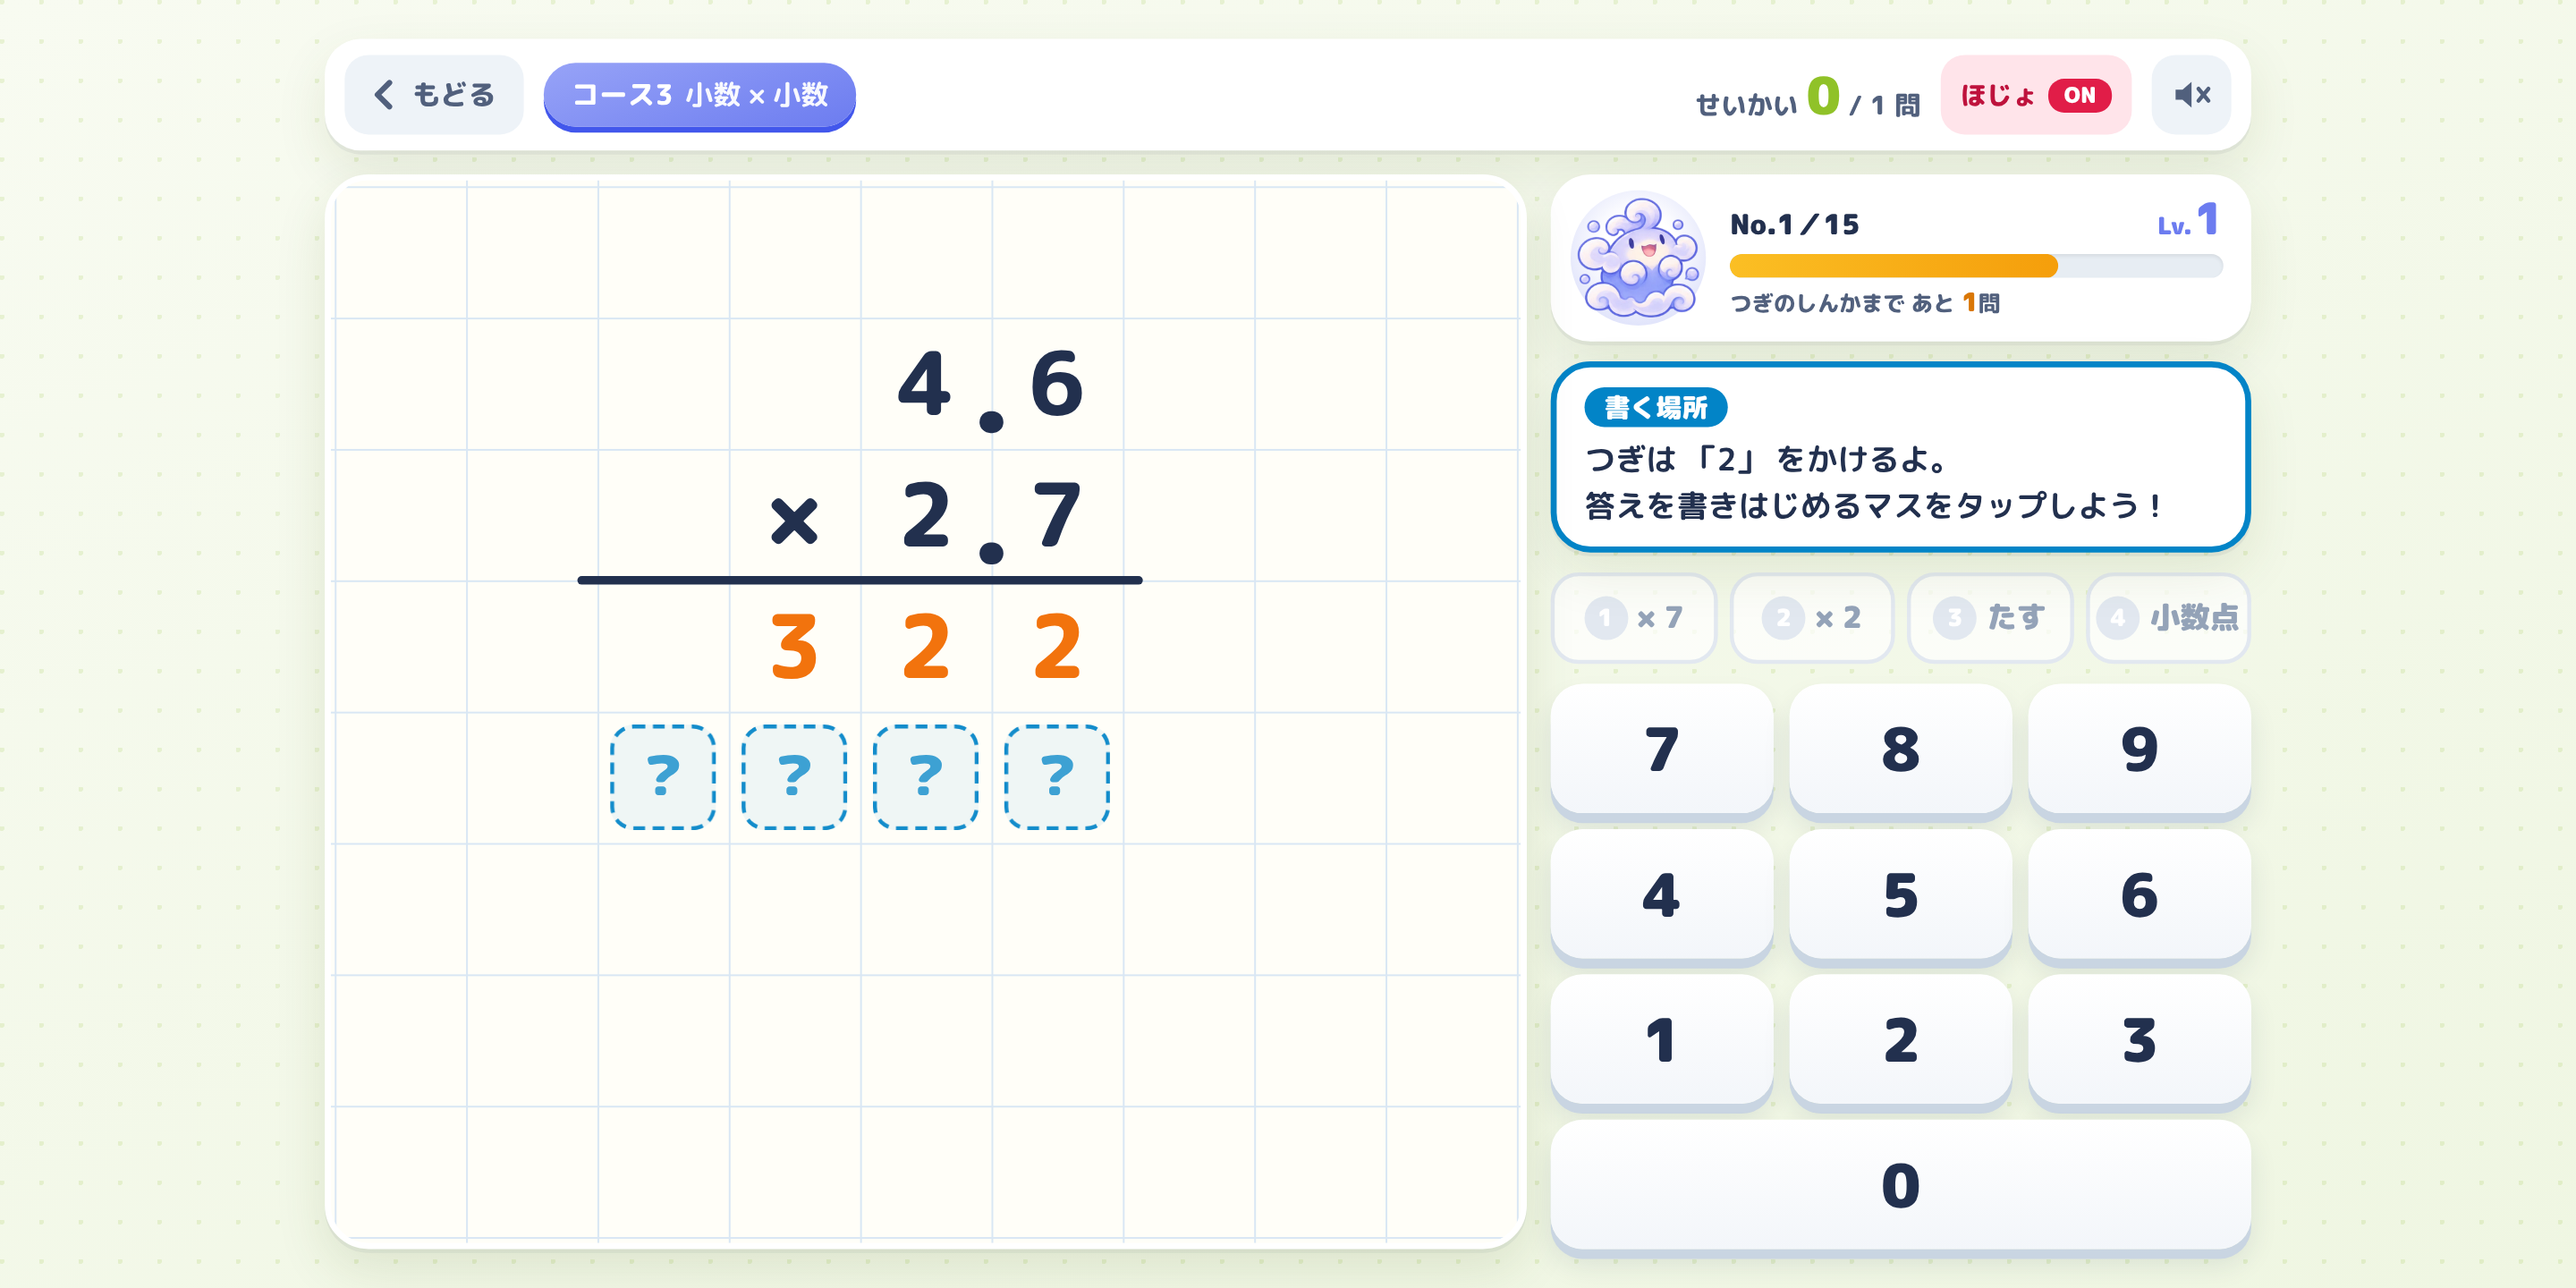 もどる
コース3 小数×小数
せいかい 0 / 1 問
ほじょ ON
No.1/15
Lv.1
つぎのしんかまで あと 1問
4.6
× 2.7
3 2 2
? ? ? ?
書く場所
つぎは「2」をかけるよ。
答えを書きはじめるマスをタップしよう!
1 × 7
2 × 2
3 たす
4 小数点
7 8 9
4 5 6
1 2 3
0